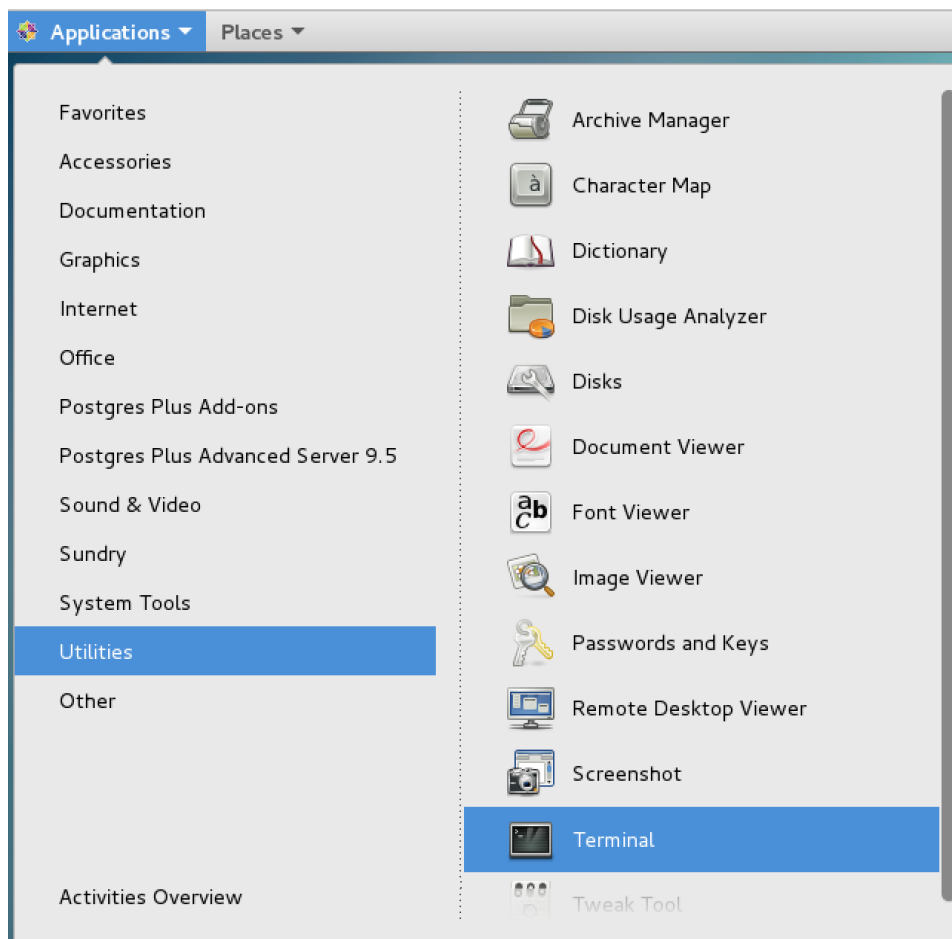 Applications Places
Favorites
Accessories
Documentation
Graphics
Internet
Office
Postgres Plus Add-ons
Postgres Plus Advanced Server 9.5
Sound & Video
Sundry
System Tools
Utilities
Other
Activities Overview
Archive Manager
à
Character Map
Dictionary
Disk Usage Analyzer
Disks
Document Viewer
abc
Font Viewer
Image Viewer
Passwords and Keys
Remote Desktop Viewer
Screenshot
Terminal
Tweak Tool